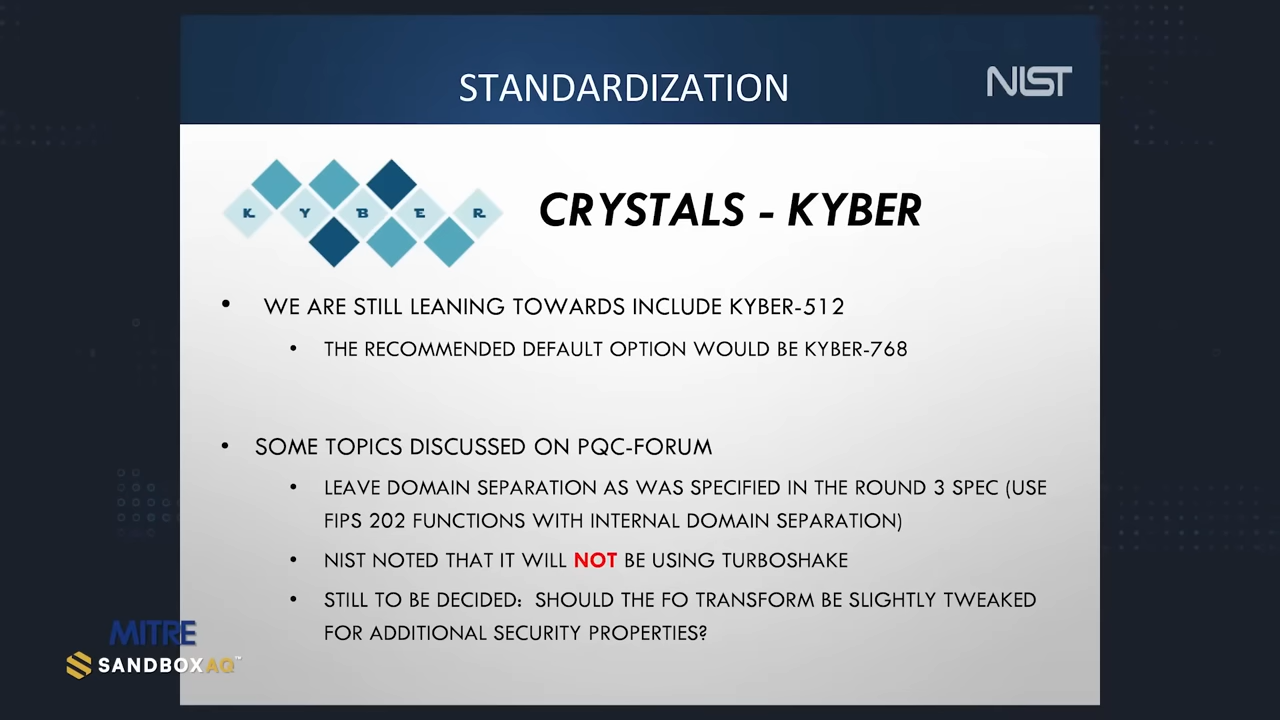 STANDARDIZATION
NIST
K Y B E R
CRYSTALS - KYBER
• WE ARE STILL LEANING TOWARDS INCLUDE KYBER-512
• THE RECOMMENDED DEFAULT OPTION WOULD BE KYBER-768
• SOME TOPICS DISCUSSED ON PQC-FORUM
• LEAVE DOMAIN SEPARATION AS WAS SPECIFIED IN THE ROUND 3 SPEC (USE
FIPS 202 FUNCTIONS WITH INTERNAL DOMAIN SEPARATION)
• NIST NOTED THAT IT WILL NOT BE USING TURBOSHAKE
• STILL TO BE DECIDED: SHOULD THE FO TRANSFORM BE SLIGHTLY TWEAKED
FOR ADDITIONAL SECURITY PROPERTIES?
MITRE
SANDBOXAQ™